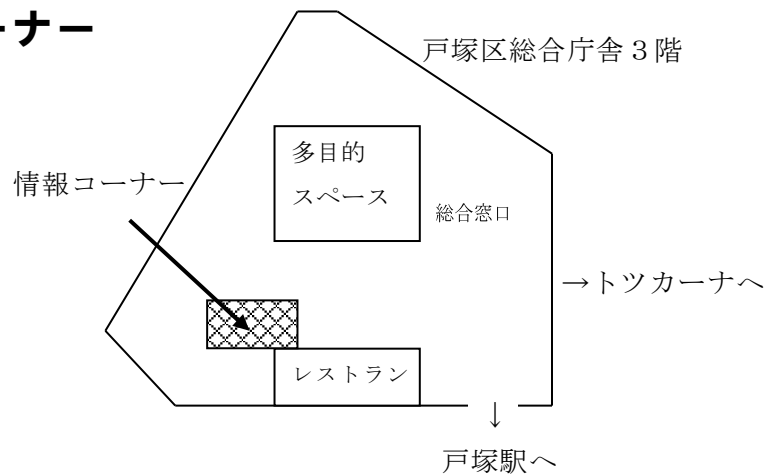 ーナー
戸塚区総合庁舎３階
多目的
スペース
情報コーナー
総合窓口
→トツカーナへ
レストラン
↓
戸塚駅へ